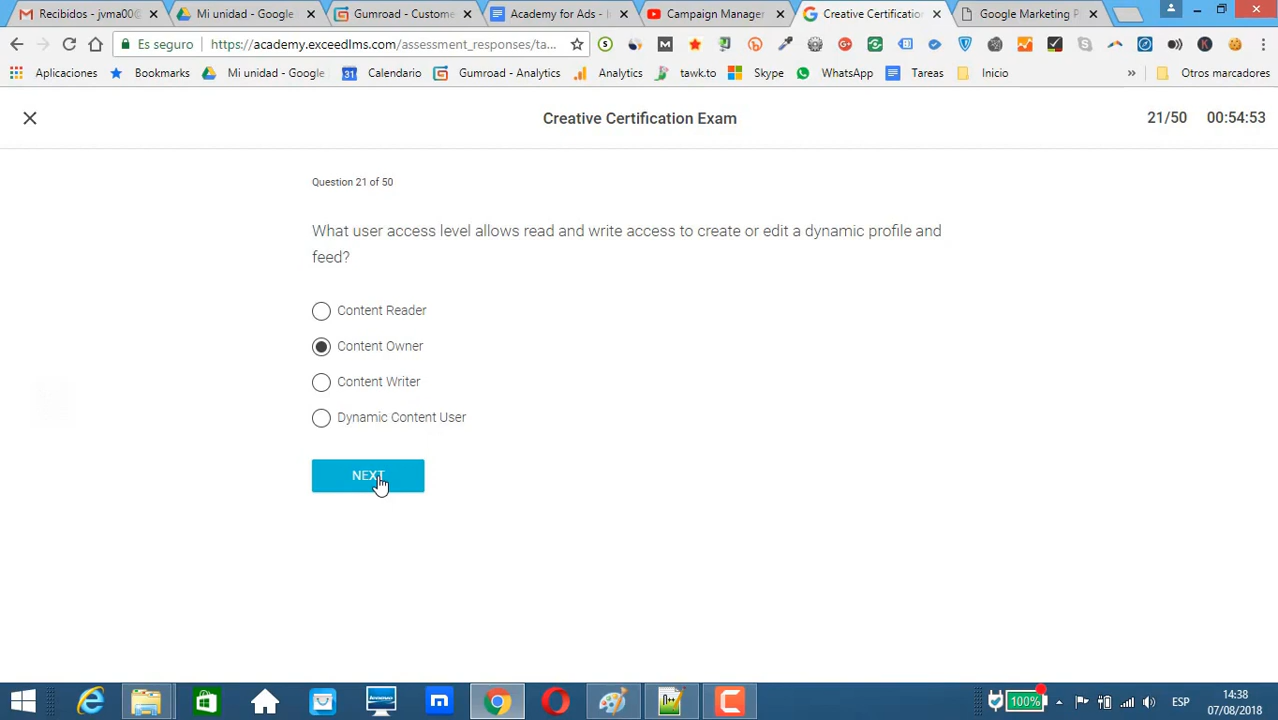 Recibidos - jvma00@
Mi unidad - Google
Gumroad - Custome
Academy for Ads - I
Campaign Manage
Creative Certification
Google Marketing P
Es seguro
https://academy.exceedlms.com/assessment_responses/ta...
Aplicaciones
Bookmark
Mi unidad - Google
31
Calendario
Gumroad - Analytics
Analytics
tawk.to
Skype
WhatsApp
Tareas
Inicio
»
Otros marcadores
Creative Certification Exam
21/50
00:54:53
Question 21 of 50
What user access level allows read and write access to create or edit a dynamic profile and
feed?
Content Reader
Content Owner
Content Writer
Dynamic Content User
NEXT
100%
ESP
14:38
07/08/2018